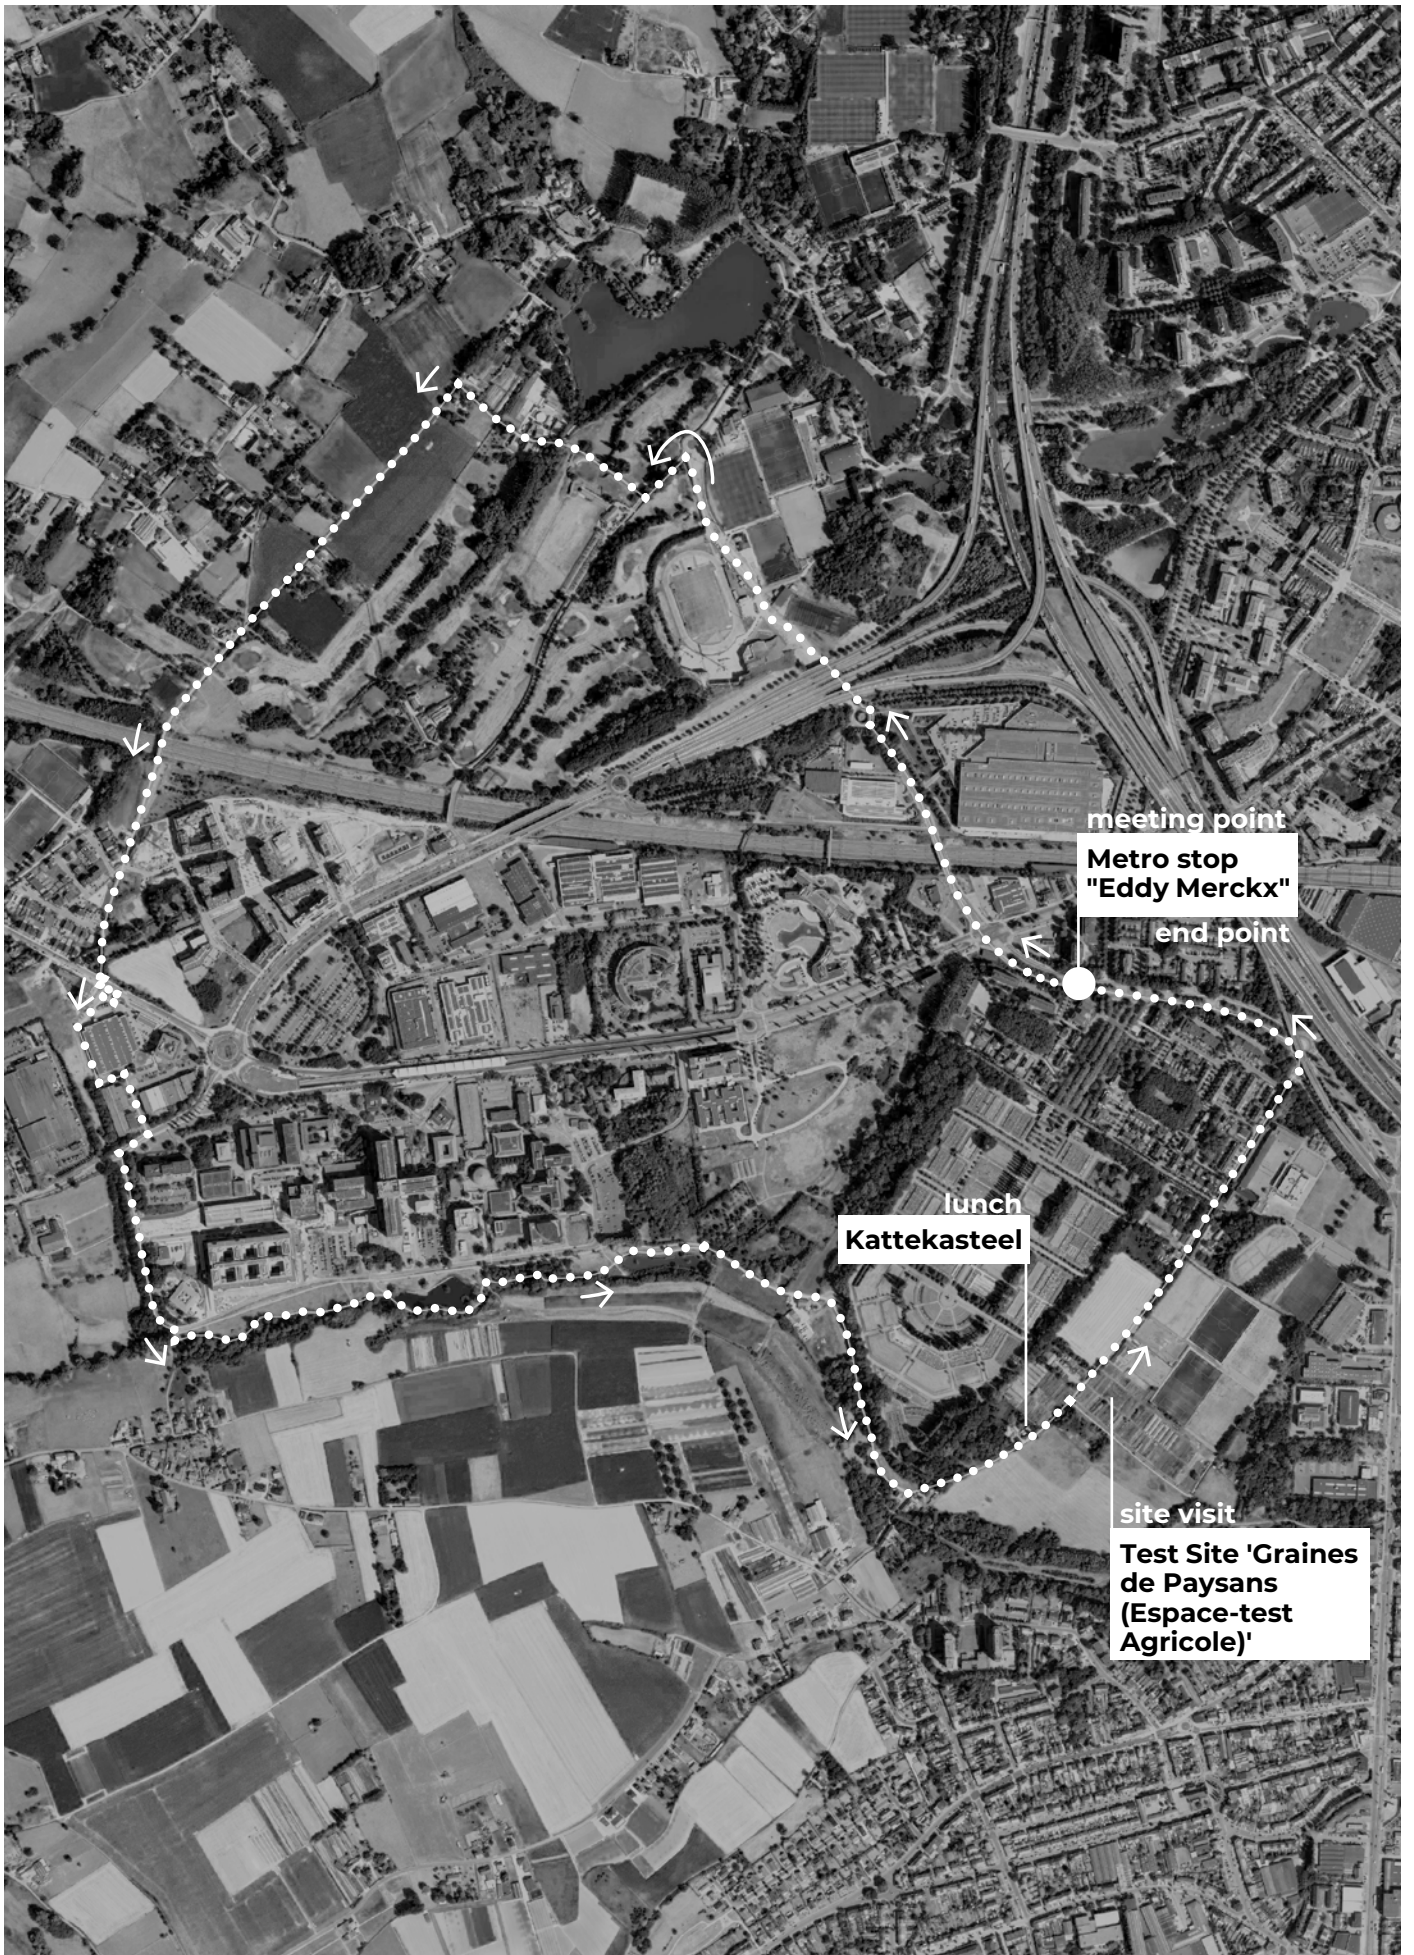 meeting point
Metro stop
"Eddy Merckx"
end point
lunch
Kattekasteel
site visit
Test Site 'Graines
de Paysans
(Espace-test
Agricole)'